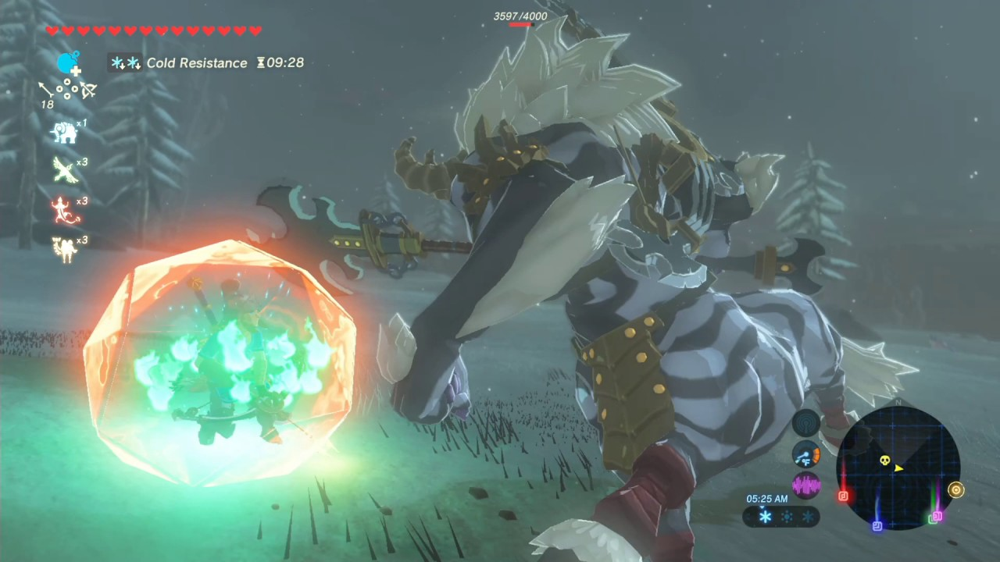 3597/4000
Cold Resistance 09:28
18
x1
x3
x3
x3
N
05:25 AM